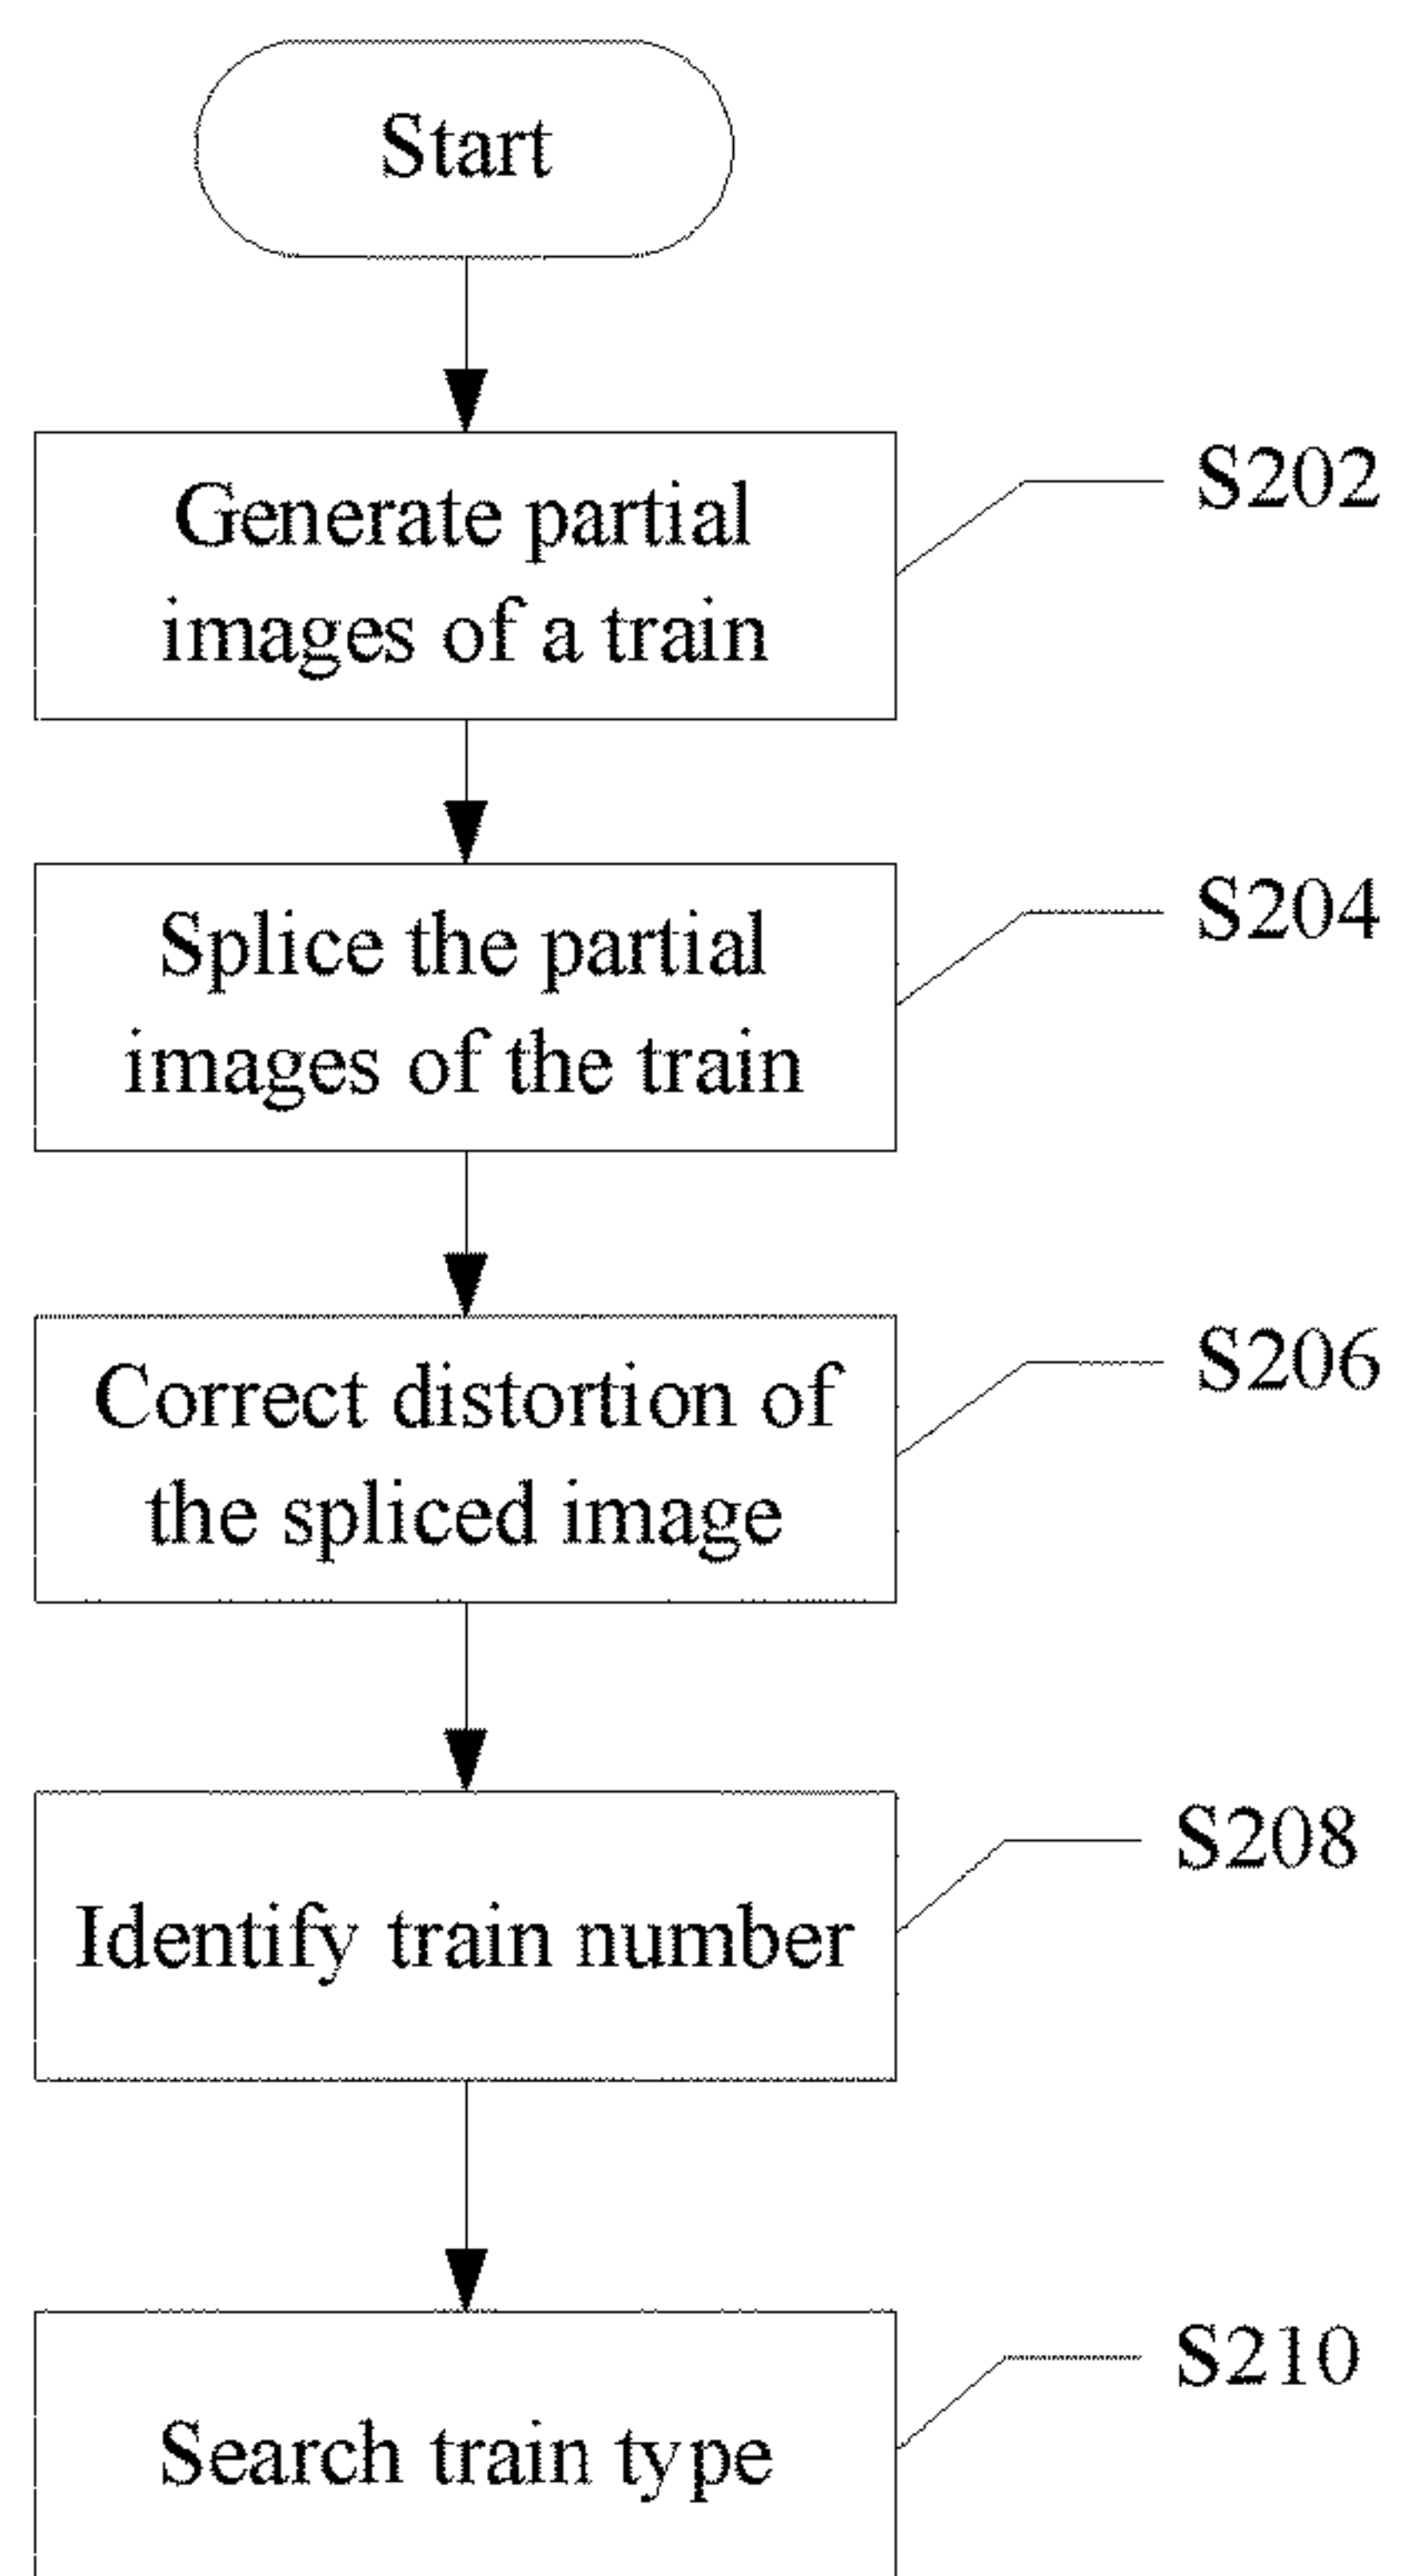 Start
Generate partial
images of a train
S202
Splice the partial
images of the train
S204
Correct distortion of
the spliced image
S206
Identify train number
S208
Search train type
S210